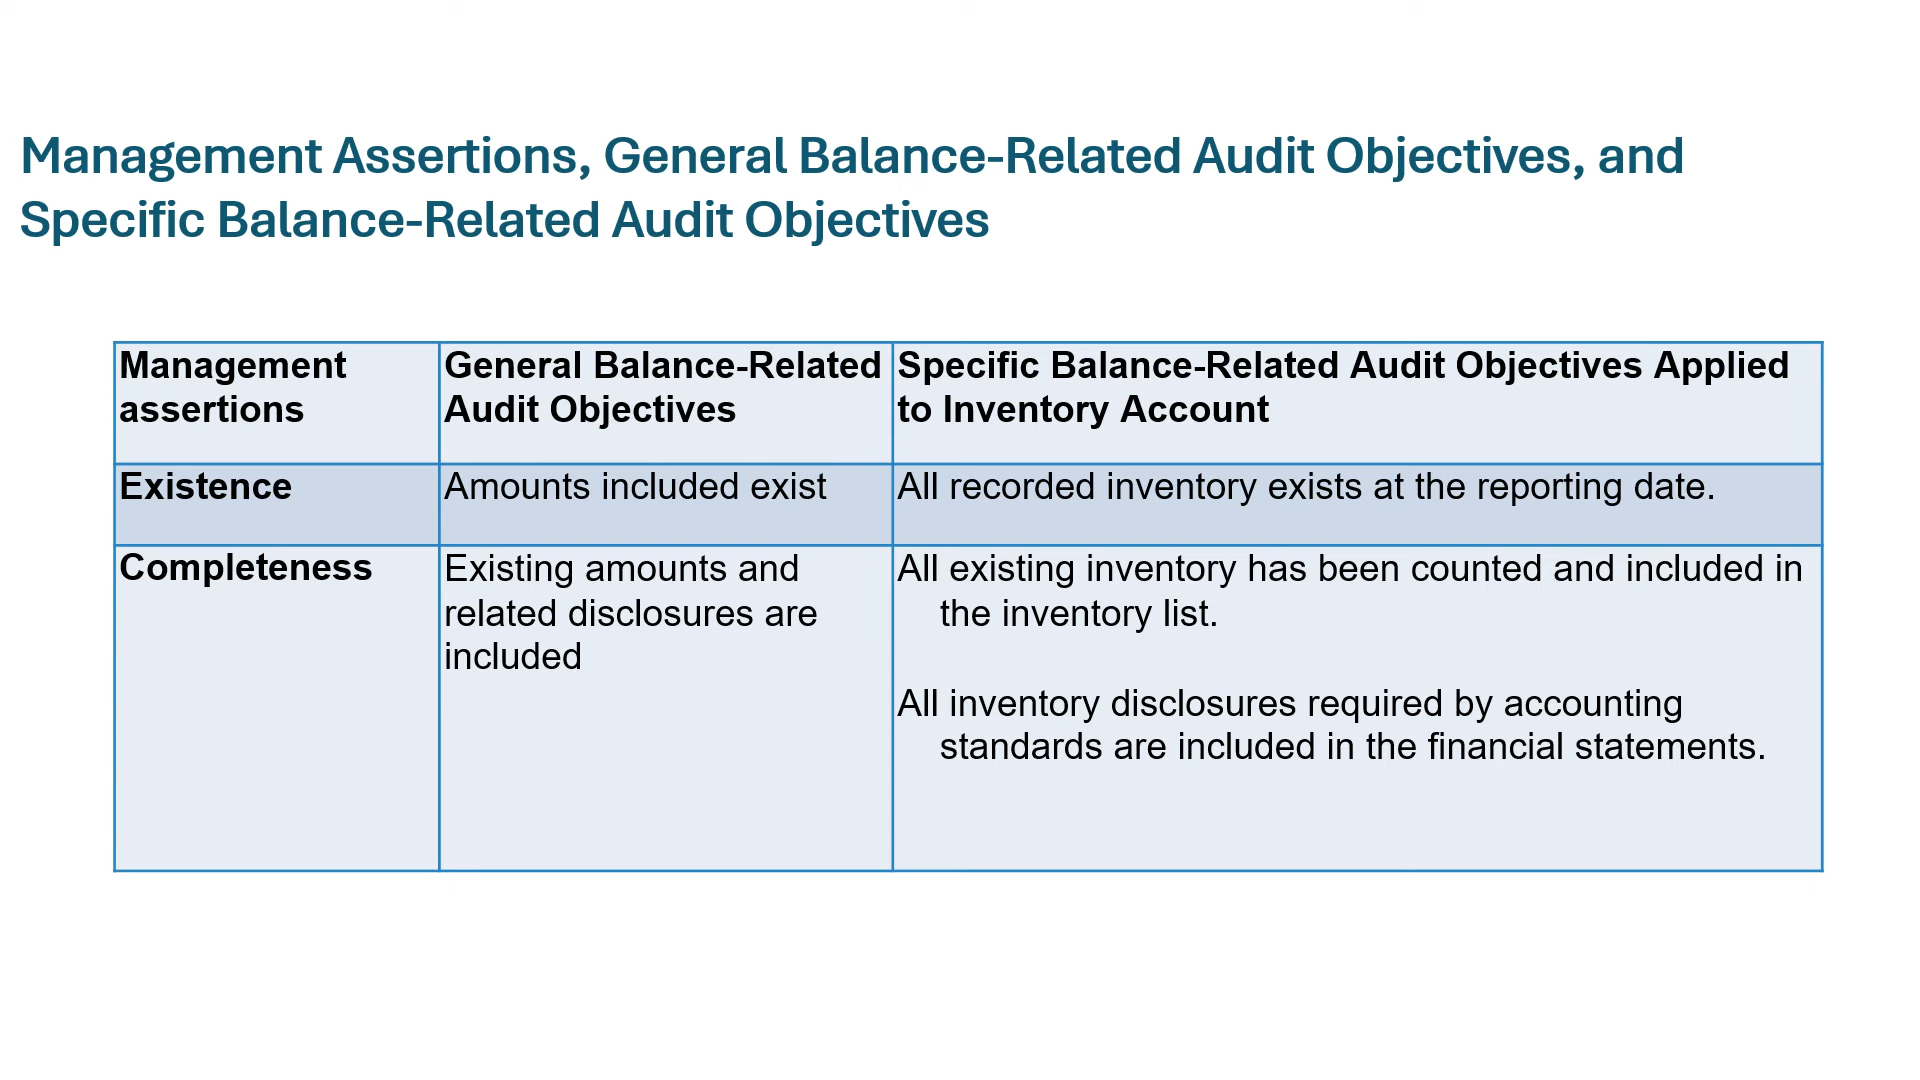 Management Assertions, General Balance-Related Audit Objectives, and
Specific Balance-Related Audit Objectives
Management
assertions
General Balance-Related
Audit Objectives
Specific Balance-Related Audit Objectives Applied
to Inventory Account
Existence
Amounts included exist
All recorded inventory exists at the reporting date.
Completeness
Existing amounts and
related disclosures are
included
All existing inventory has been counted and included in
the inventory list.
All inventory disclosures required by accounting
standards are included in the financial statements.